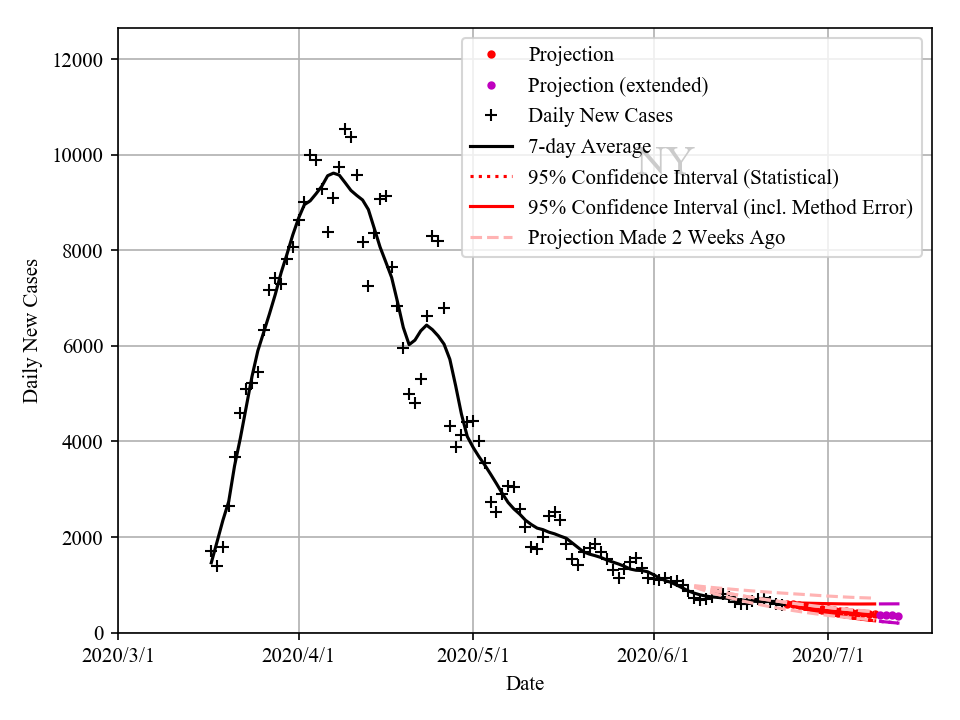 12000
10000
8000
6000
4000
2000
0
Daily New Cases
Projection
Projection (extended)
Daily New Cases
7-day Average
NY
95% Confidence Interval (Statistical)
95% Confidence Interval (incl. Method Error)
Projection Made 2 Weeks Ago
2020/3/1 2020/4/1 2020/5/1 2020/6/1 2020/7/1
Date